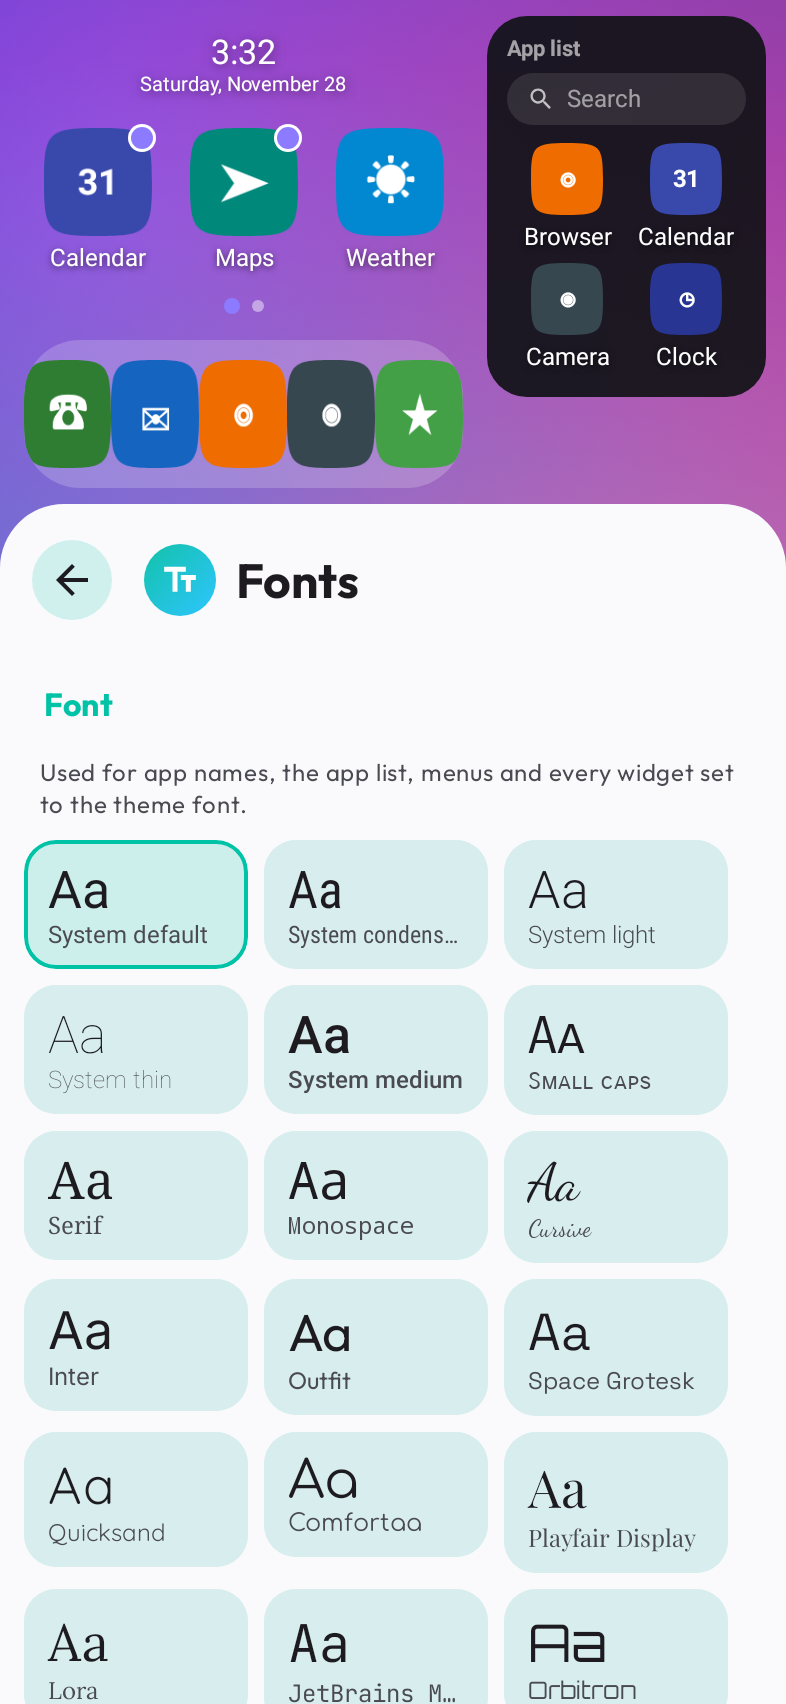 3:32
Saturday, November 28
31
Calendar
Maps
Weather
App list
Search
Browser
31
Calendar
Camera
Clock
Fonts
Font
Used for app names, the app list, menus and every widget set
to the theme font.
Aa
System default
Aa
System condens…
Aa
System light
Aa
System thin
Aa
System medium
Aa
Small caps
Aa
Serif
Aa
Monospace
Aa
Cursive
Aa
Inter
Aa
Outfit
Aa
Space Grotesk
Aa
Quicksand
Aa
Comfortaa
Aa
Playfair Display
Aa
Lora
Aa
JetBrains M…
Aa
Orbitron